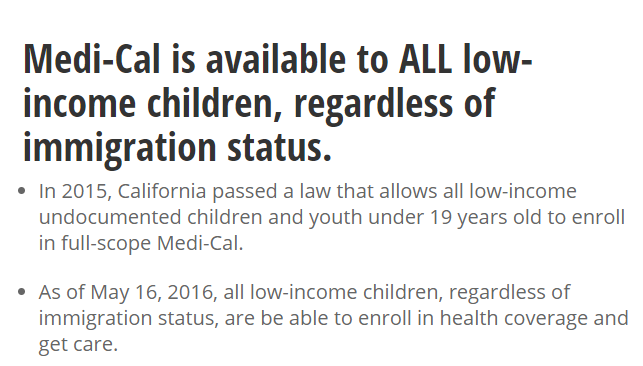 Medi-Cal is available to ALL low-
income children, regardless of
immigration status.
• In 2015, California passed a law that allows all low-income
undocumented children and youth under 19 years old to enroll
in full-scope Medi-Cal.
• As of May 16, 2016, all low-income children, regardless of
immigration status, are be able to enroll in health coverage and
get care.